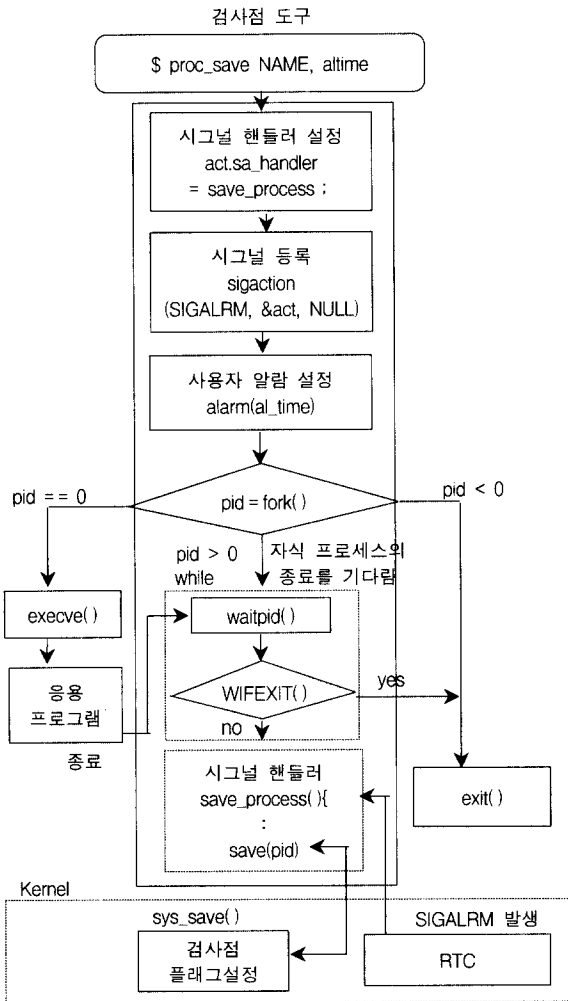 검사점 도구
$ proc_save NAME, altime
시그널 핸들러 설정
act.sa_handler
= save_process ;
시그널 등록
sigaction
(SIGALRM, &act, NULL)
사용자 알람 설정
alarm(al_time)
pid == 0
pid = fork( )
pid < 0
pid > 0
while
자식 프로세스의
종료를 기다람
execve( )
waitpid( )
응용
프로그램
종료
WIFEXIT( )
yes
no
시그널 핸들러
save_process( ){
:
save(pid)
exit( )
Kernel
sys_save( )
검사점
플래그설정
SIGALRM 발생
RTC